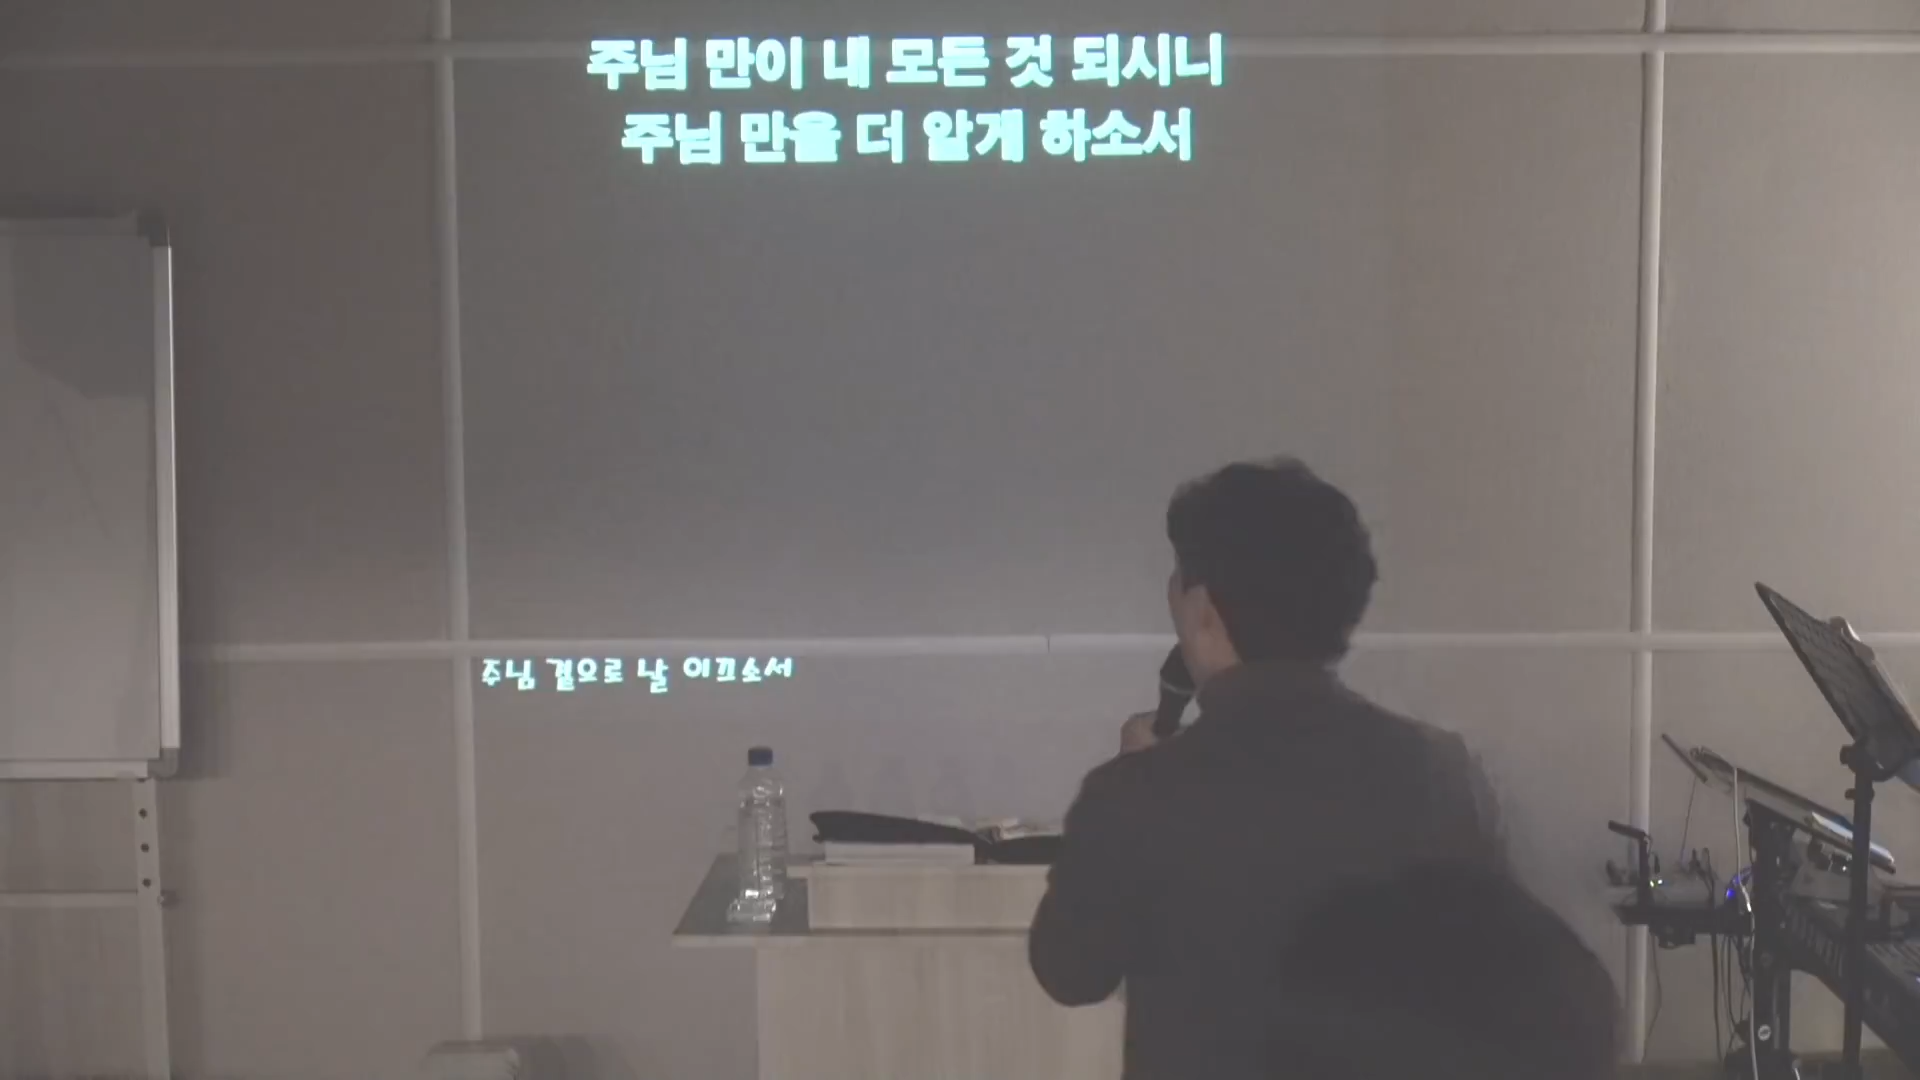 주님 만이 내 모든 것 되시니
주님 만을 더 알게 하소서
주님 곁으로 날 이끄소서